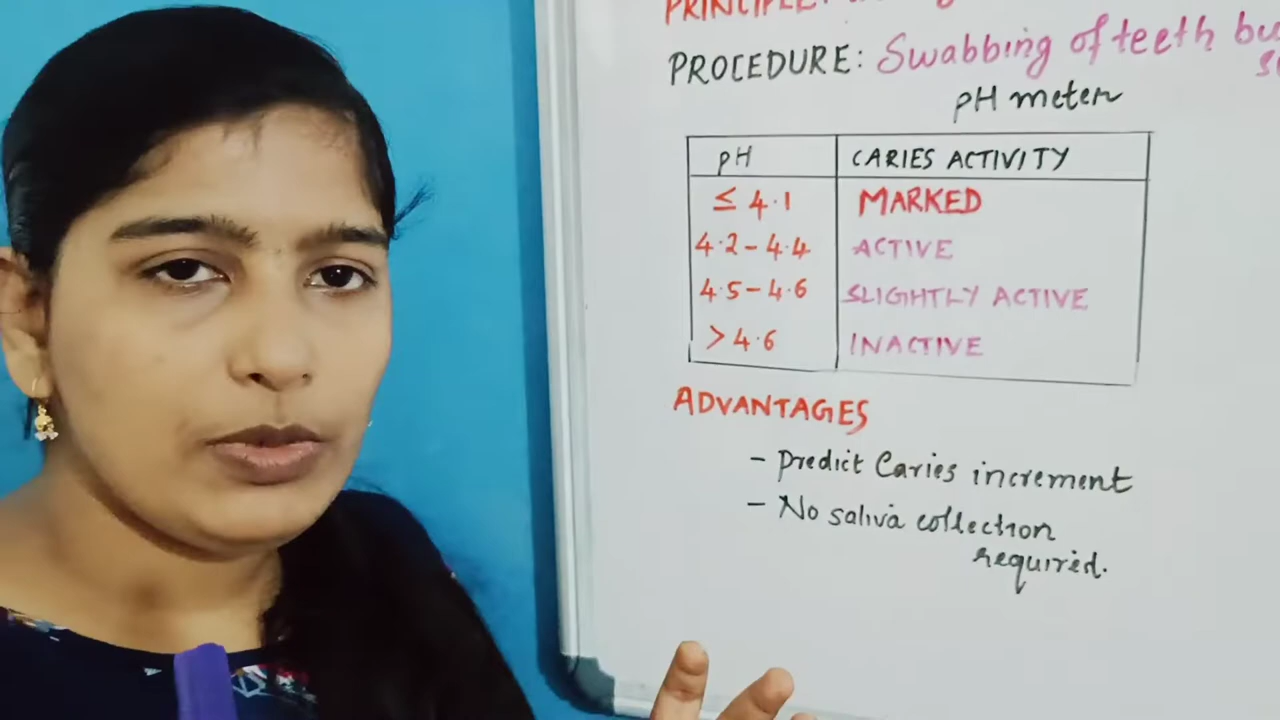 PRINCIPLE:
PROCEDURE: Swabbing of teeth
pH meter
pH CARIES ACTIVITY
≤ 4.1 MARKED
4.2 - 4.4 ACTIVE
4.5 - 4.6 SLIGHTLY ACTIVE
> 4.6 INACTIVE
ADVANTAGES
- Predict Caries increment
- No saliva collection
required.